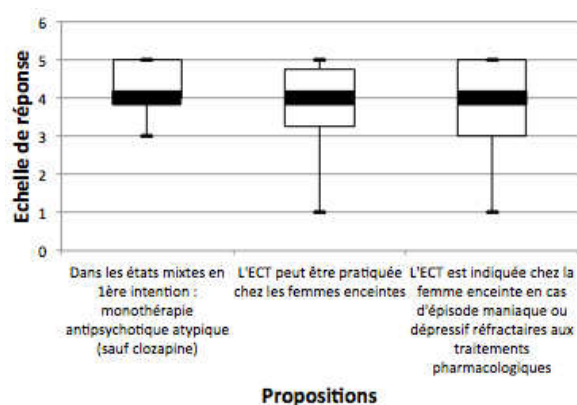 6
5
4
3
2
1
0
Echelle de réponse
Dans les états mixtes en
1ère intention :
monothérapie
antipsychotique atypique
(sauf clozapine)
L'ECT peut être pratiquée
chez les femmes enceintes
L'ECT est indiquée chez la
femme enceinte en cas
d'épisode maniaque ou
dépressif réfractaires aux
traitements
pharmacologiques
Propositions